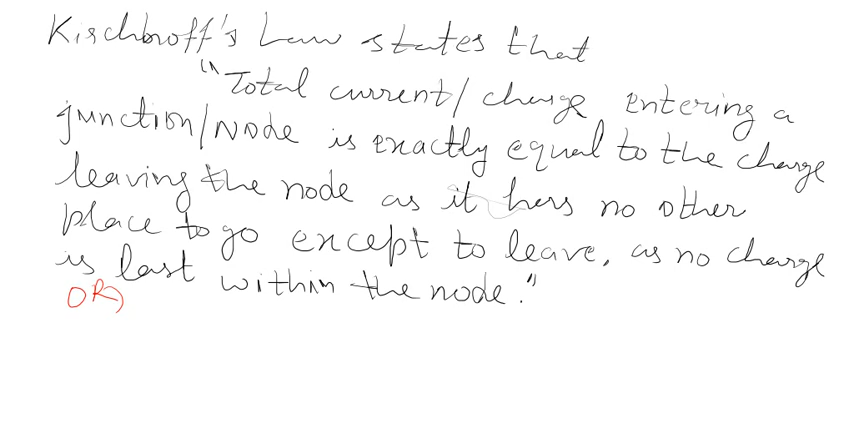 Kirchhoff's Law states that
"Total current/charge entering a
junction/Node is exactly equal to the charge
leaving the node as it has no other
place to go except to leave, as no charge
is lost within the node."
OR)